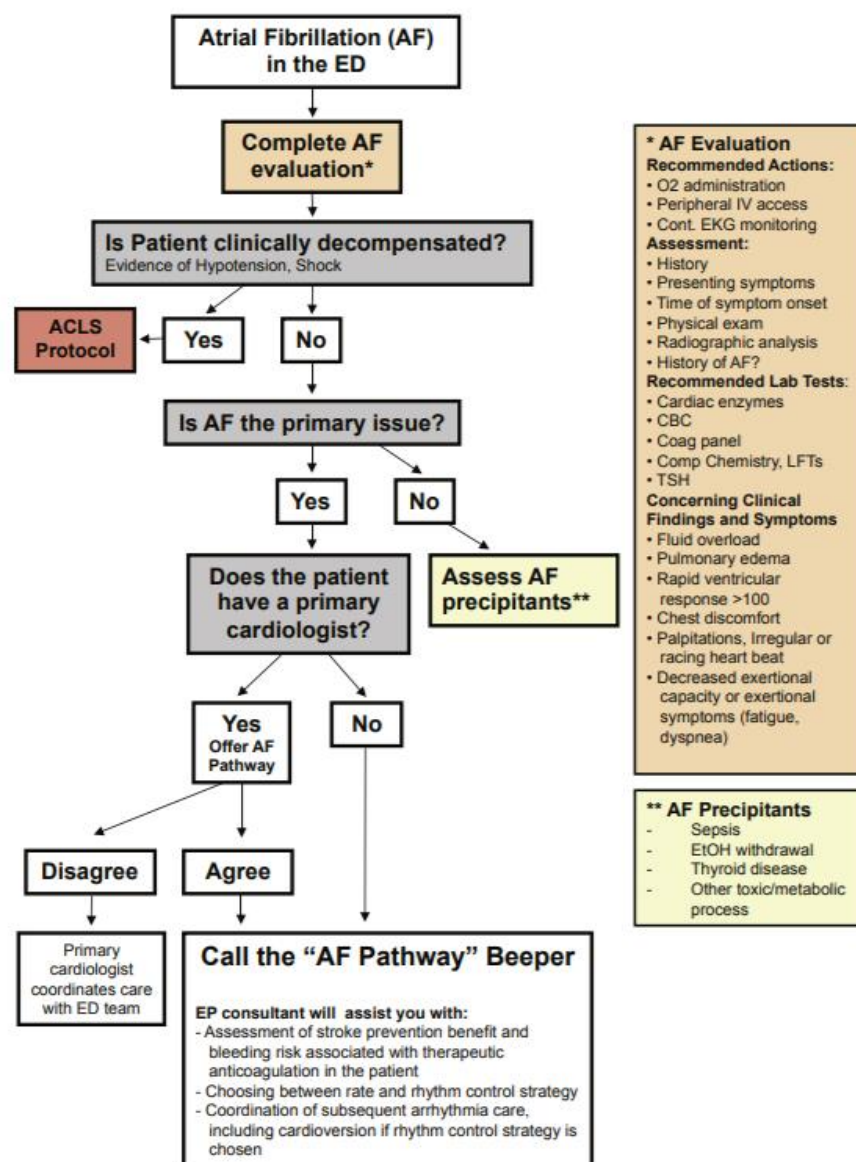 Atrial Fibrillation (AF)
in the ED
Complete AF
evaluation*
Is Patient clinically decompensated?
Evidence of Hypotension, Shock
ACLS
Protocol
Yes
No
Is AF the primary issue?
Yes
No
Does the patient
have a primary
cardiologist?
Assess AF
precipitants**
Yes
Offer AF
Pathway
No
Disagree
Agree
Primary
cardiologist
coordinates care
with ED team
Call the “AF Pathway” Beeper
EP consultant will assist you with:
- Assessment of stroke prevention benefit and
bleeding risk associated with therapeutic
anticoagulation in the patient
- Choosing between rate and rhythm control strategy
- Coordination of subsequent arrhythmia care,
including cardioversion if rhythm control strategy is
chosen
* AF Evaluation
Recommended Actions:
• O2 administration
• Peripheral IV access
• Cont. EKG monitoring
Assessment:
• History
• Presenting symptoms
• Time of symptom onset
• Physical exam
• Radiographic analysis
• History of AF?
Recommended Lab Tests:
• Cardiac enzymes
• CBC
• Coag panel
• Comp Chemistry, LFTs
• TSH
Concerning Clinical
Findings and Symptoms
• Fluid overload
• Pulmonary edema
• Rapid ventricular
response >100
• Chest discomfort
• Palpitations, Irregular or
racing heart beat
• Decreased exertional
capacity or exertional
symptoms (fatigue,
dyspnea)
** AF Precipitants
- Sepsis
- EtOH withdrawal
- Thyroid disease
- Other toxic/metabolic
process